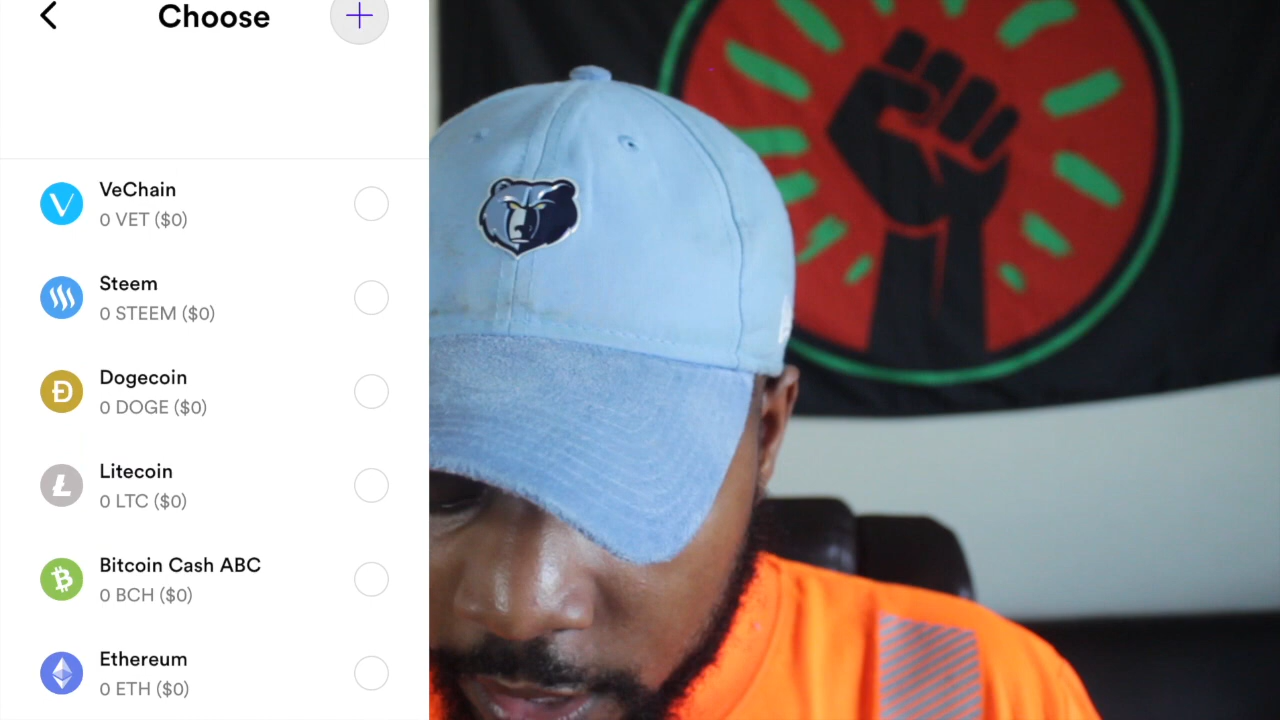 Choose
VeChain
0 VET ($0)
Steem
0 STEEM ($0)
Dogecoin
0 DOGE ($0)
Litecoin
0 LTC ($0)
Bitcoin Cash ABC
0 BCH ($0)
Ethereum
0 ETH ($0)